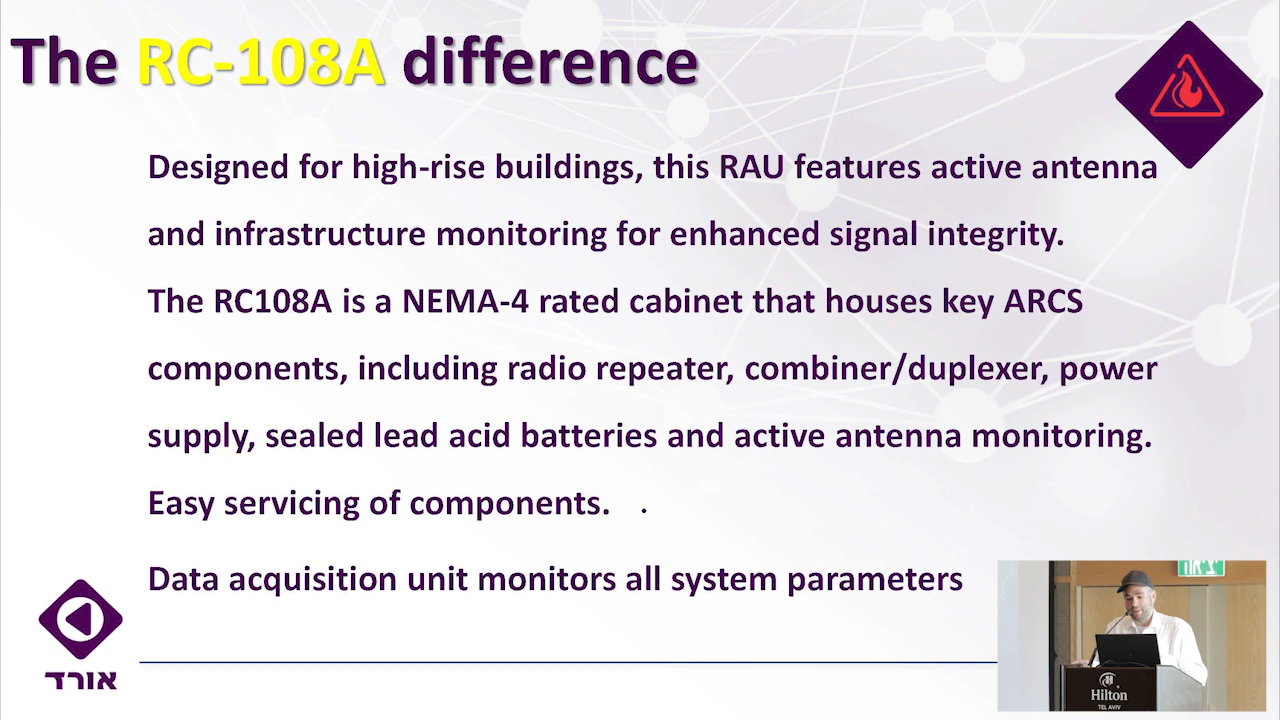 The RC-108A difference
Designed for high-rise buildings, this RAU features active antenna
and infrastructure monitoring for enhanced signal integrity.
The RC108A is a NEMA-4 rated cabinet that houses key ARCS
components, including radio repeater, combiner/duplexer, power
supply, sealed lead acid batteries and active antenna monitoring.
Easy servicing of components. .
Data acquisition unit monitors all system parameters
אורד
Hilton
TEL AVIV